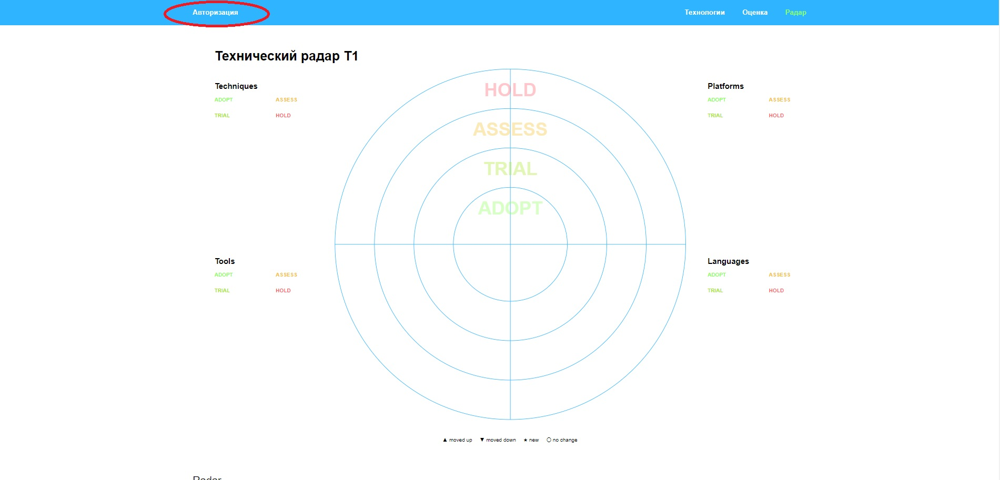 Авторизация Технологии Оценка Радар
Технический радар T1
Techniques
ADOPT ASSESS
TRIAL HOLD
HOLD
ASSESS
TRIAL
ADOPT
Platforms
ADOPT ASSESS
TRIAL HOLD
Tools
ADOPT ASSESS
TRIAL HOLD
Languages
ADOPT ASSESS
TRIAL HOLD
▲ moved up ▼ moved down ★ new ◯ no change
Radar